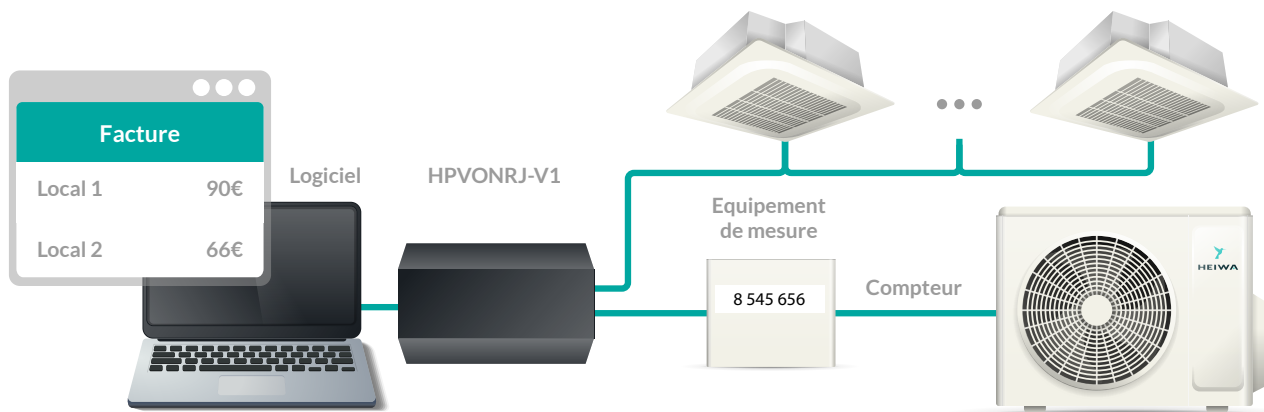 Facture
Local 1 90€
Local 2 66€
Logiciel
HPVONRJ-V1
Equipement
de mesure
8 545 656
Compteur
HEIWA